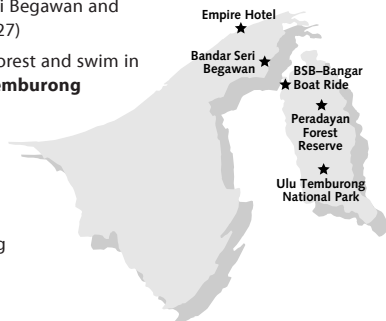 i Begawan and
27)
orest and swim in
emburong
g
Empire Hotel
Bandar Seri
Begawan
BSB–Bangar
Boat Ride
Peradayan
Forest
Reserve
Ulu Temburong
National Park